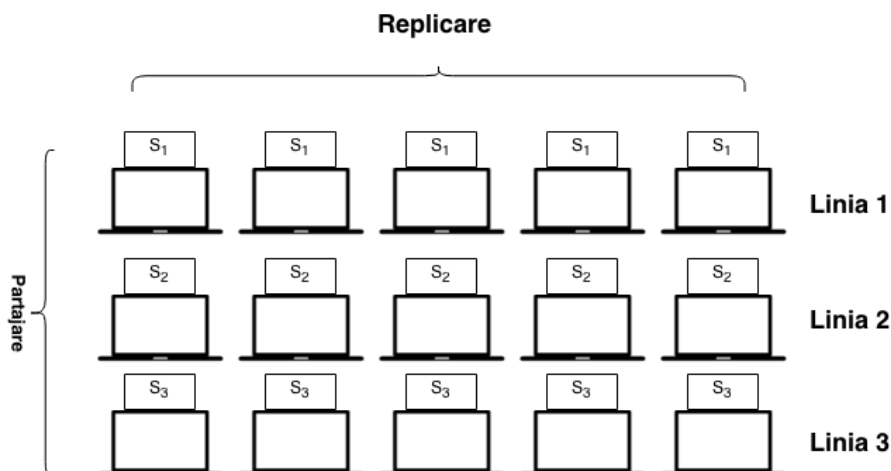 Replicare
S1 S1 S1 S1 S1
Linia 1
S2 S2 S2 S2 S2
Linia 2
Partajare
S3 S3 S3 S3 S3
Linia 3